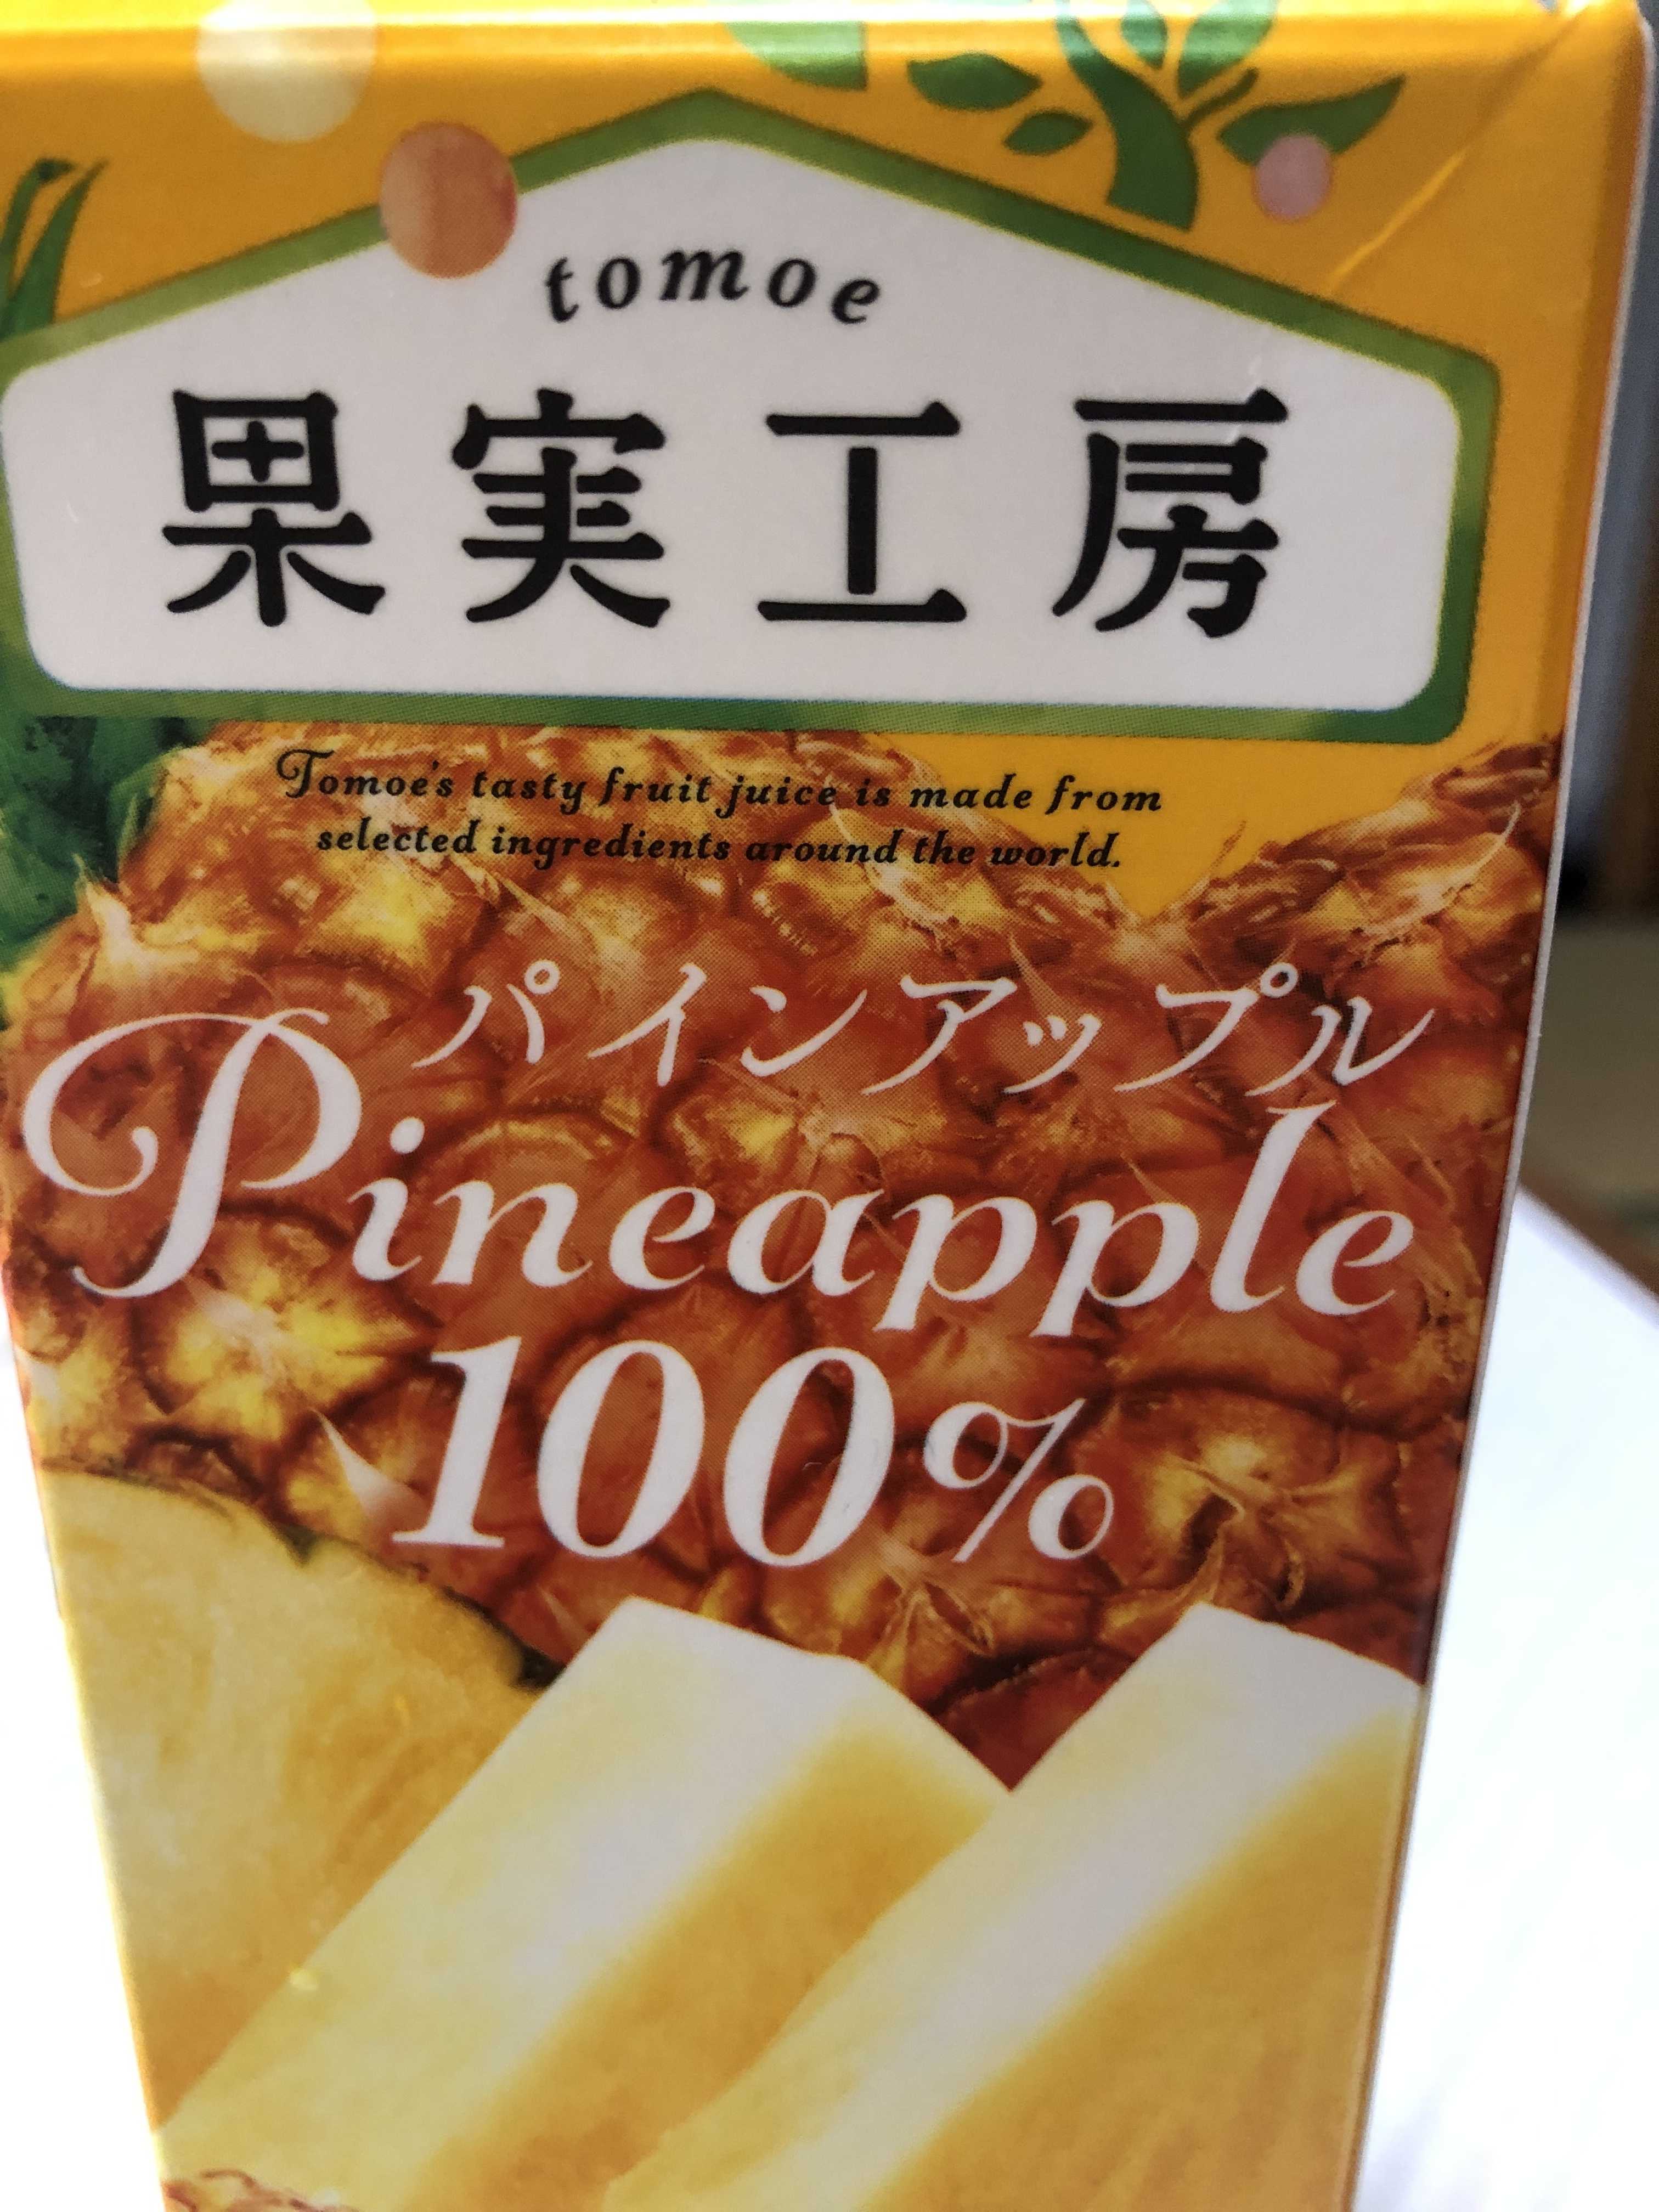 tomoe
果実工房
Tomoe's tasty fruit juice is made from
selected ingredients around the world.
パインアップル
Pineapple
100%